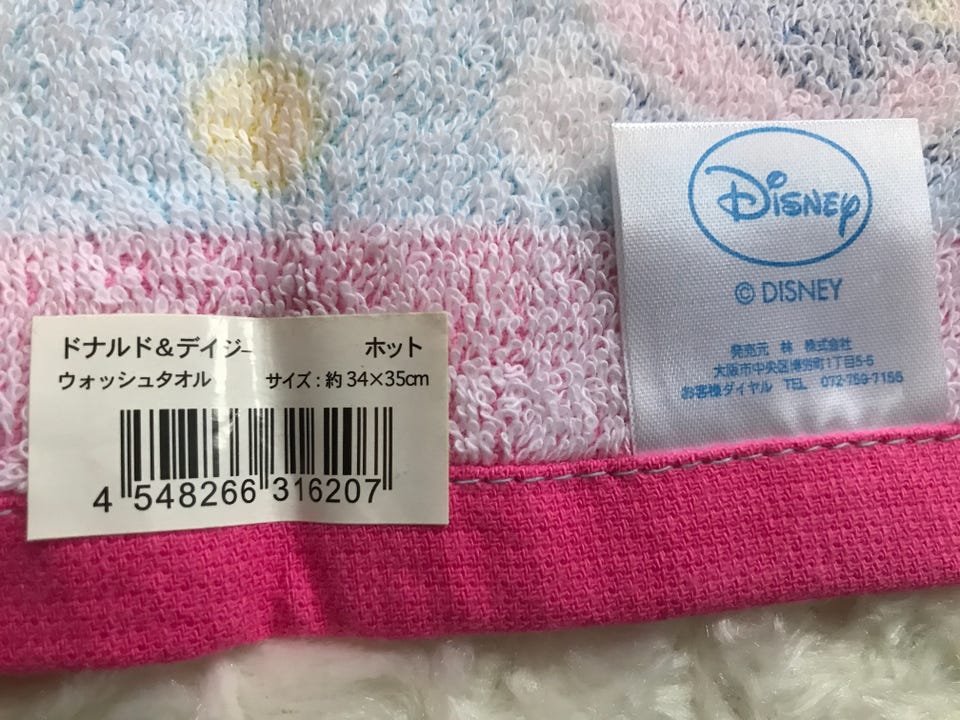 ドナルド&デイジー ホット
ウォッシュタオル サイズ:約34×35cm
4 548266 316207
Disney
© DISNEY
発売元 林 株式会社
大阪市中央区博労町1丁目5-5
お客様ダイヤル TEL 072-759-7155